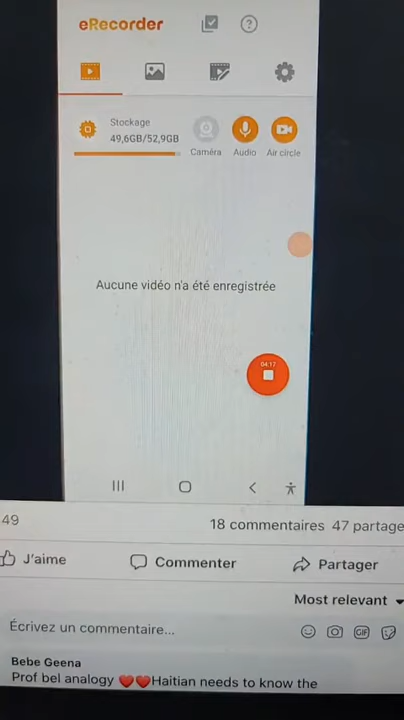 eRecorder
Stockage
49,6GB/52,9GB
Caméra Audio Air circle
Aucune vidéo n'a été enregistrée
04:17
49
18 commentaires 47 partage
J'aime Commenter Partager
Most relevant
Écrivez un commentaire...
GIF
Bebe Geena
Prof bel analogy ❤️❤️Haitian needs to know the